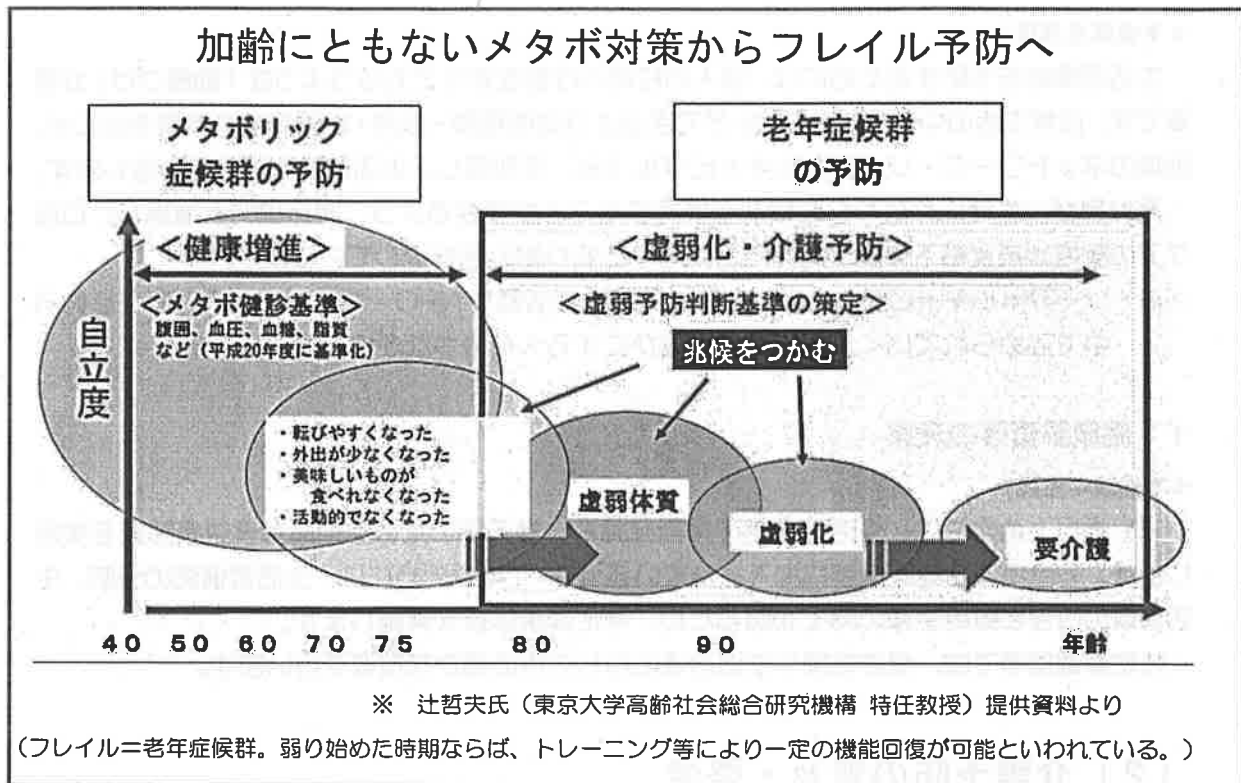 加齢にともないメタボ対策からフレイル予防へ
メタボリック
症候群の予防
老年症候群
の予防
＜健康増進＞
＜虚弱化・介護予防＞
＜メタボ健診基準＞
腹囲、血圧、血糖、脂質
など（平成20年度に基準化）
＜虚弱予防判断基準の策定＞
兆候をつかむ
自立度
・転びやすくなった
・外出が少なくなった
・美味しいものが
食べれなくなった
・活動的でなくなった
虚弱体質
虚弱化
要介護
40 50 60 70 75 80 90 年齢
※ 辻哲夫氏（東京大学高齢社会総合研究機構 特任教授）提供資料より
（フレイル＝老年症候群。弱り始めた時期ならば、トレーニング等により一定の機能回復が可能といわれている。）